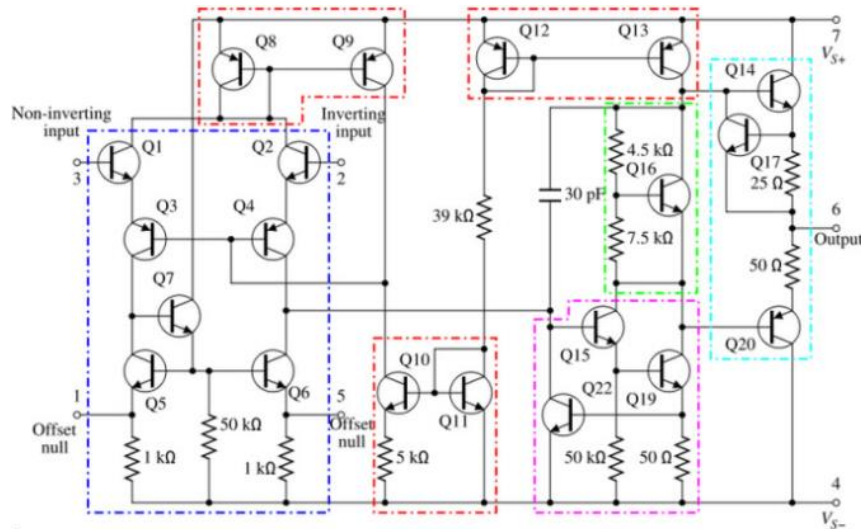 Q8
Q9
Q12
Q13
7
V_S+
Q14
Non-inverting
input
Inverting
input
Q1
Q2
3
2
4.5 kΩ
Q16
Q17
25 Ω
30 pF
6
Output
Q3
Q4
39 kΩ
7.5 kΩ
50 Ω
Q7
Q15
Q20
1
Q5
Q6
5
Q10
Q11
Q22
Q19
Offset
null
50 kΩ
Offset
null
1 kΩ
1 kΩ
5 kΩ
50 kΩ
50 Ω
4
V_S−